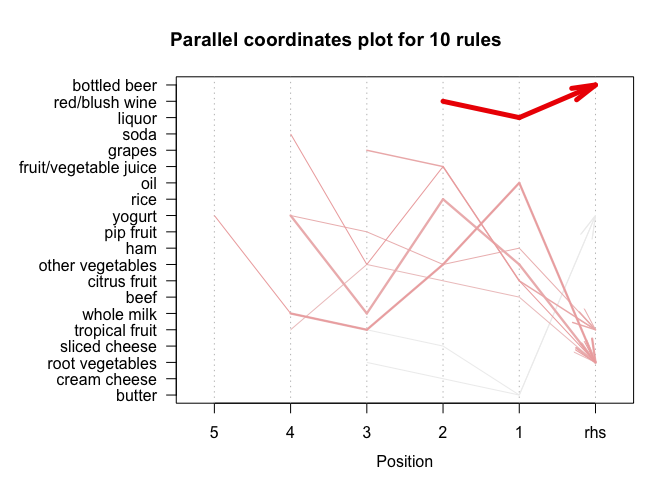 Parallel coordinates plot for 10 rules
bottled beer
red/blush wine
liquor
soda
grapes
fruit/vegetable juice
oil
rice
yogurt
pip fruit
ham
other vegetables
citrus fruit
beef
whole milk
tropical fruit
sliced cheese
root vegetables
cream cheese
butter
5 4 3 2 1 rhs
Position